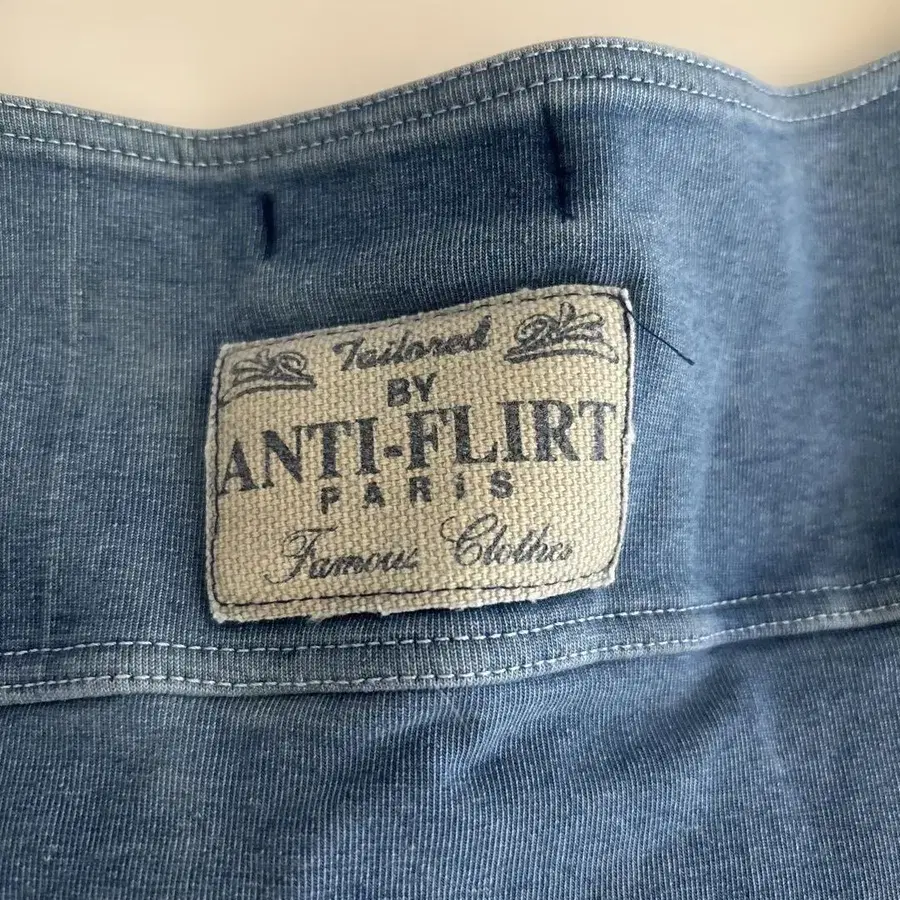 Tailored
BY
ANTI-FLIRT
PARIS
Famous Clothes